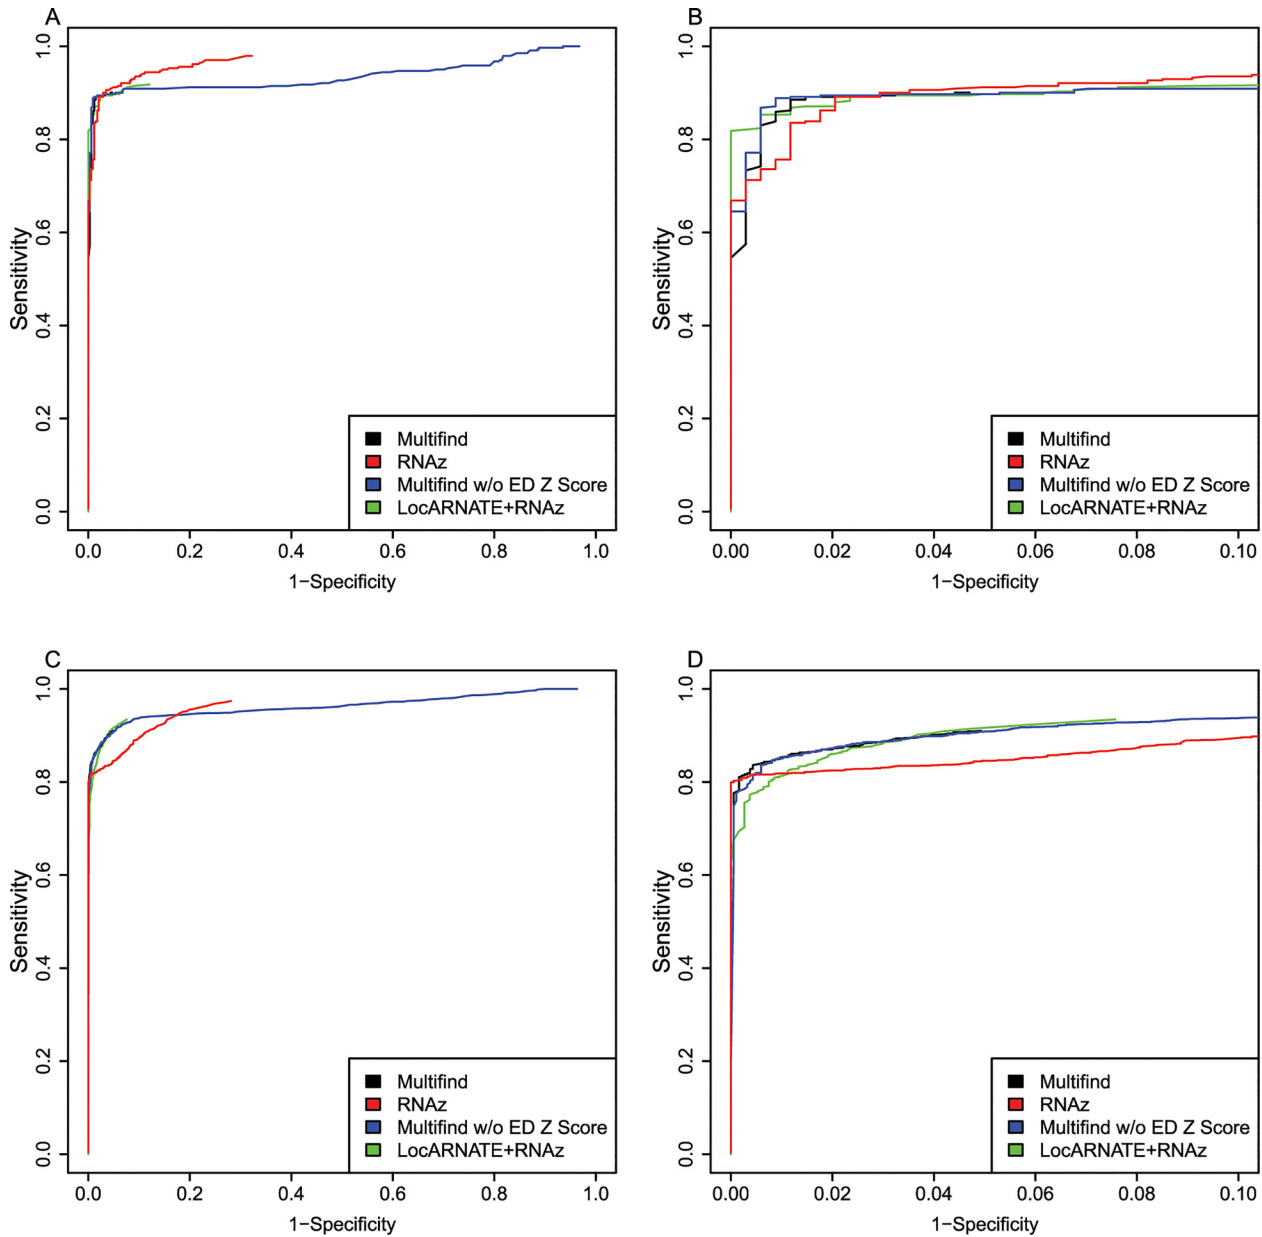 A
1.0
0.8
0.6
0.4
0.2
0.0
Sensitivity
Multifind
RNAz
Multifind w/o ED Z Score
LocARNATE+RNAz
0.0 0.2 0.4 0.6 0.8 1.0
1−Specificity
B
1.0
0.8
0.6
0.4
0.2
0.0
Sensitivity
Multifind
RNAz
Multifind w/o ED Z Score
LocARNATE+RNAz
0.00 0.02 0.04 0.06 0.08 0.10
1−Specificity
C
1.0
0.8
0.6
0.4
0.2
0.0
Sensitivity
Multifind
RNAz
Multifind w/o ED Z Score
LocARNATE+RNAz
0.0 0.2 0.4 0.6 0.8 1.0
1−Specificity
D
1.0
0.8
0.6
0.4
0.2
0.0
Sensitivity
Multifind
RNAz
Multifind w/o ED Z Score
LocARNATE+RNAz
0.00 0.02 0.04 0.06 0.08 0.10
1−Specificity